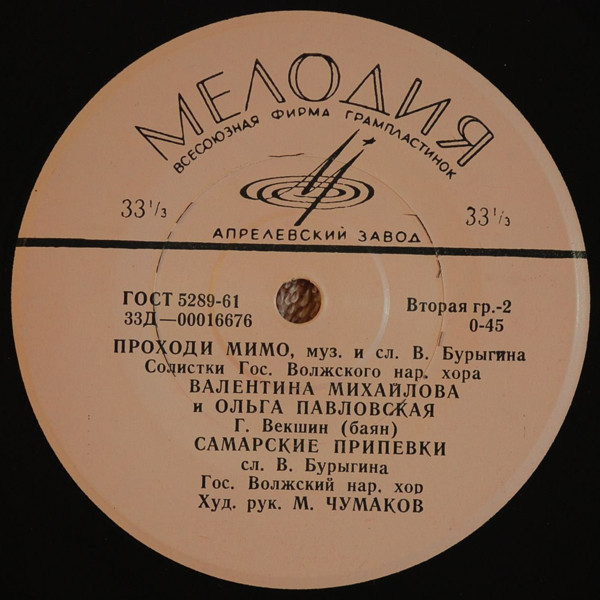 МЕЛОДИЯ
ВСЕСОЮЗНАЯ ФИРМА ГРАМПЛАСТИНОК
33 1/3 33 1/3
АПРЕЛЕВСКИЙ ЗАВОД
ГОСТ 5289-61 Вторая гр.-2
33Д—00016676 0-45
ПРОХОДИ МИМО, муз. и сл. В. Бурыгина
Солистки Гос. Волжского нар. хора
ВАЛЕНТИНА МИХАЙЛОВА
и ОЛЬГА ПАВЛОВСКАЯ
Г. Векшин (баян)
САМАРСКИЕ ПРИПЕВКИ
сл. В. Бурыгина
Гос. Волжский нар. хор
Худ. рук. М. ЧУМАКОВ